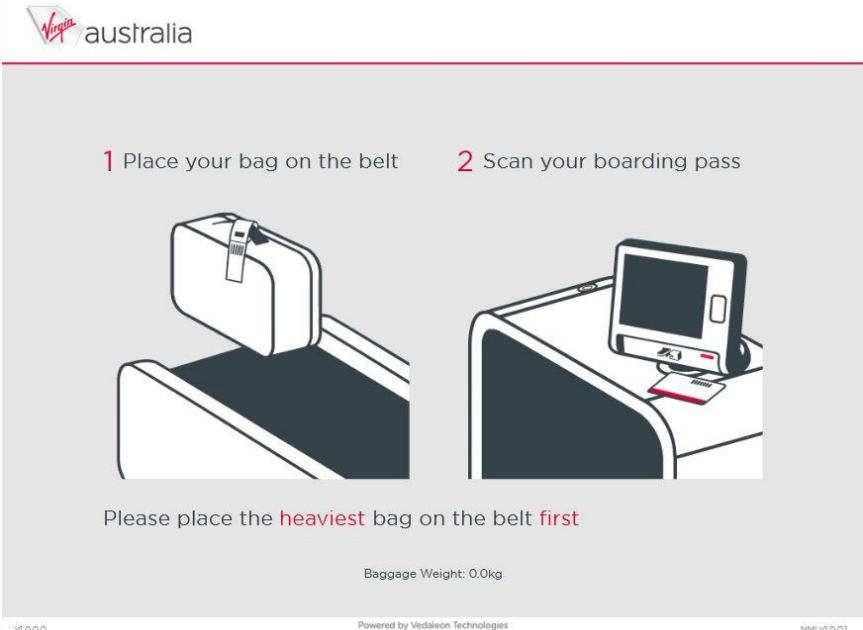 Virgin australia
1 Place your bag on the belt
2 Scan your boarding pass
Please place the heaviest bag on the belt first
Baggage Weight: 0.0kg
Powered by Vedaleon Technologies